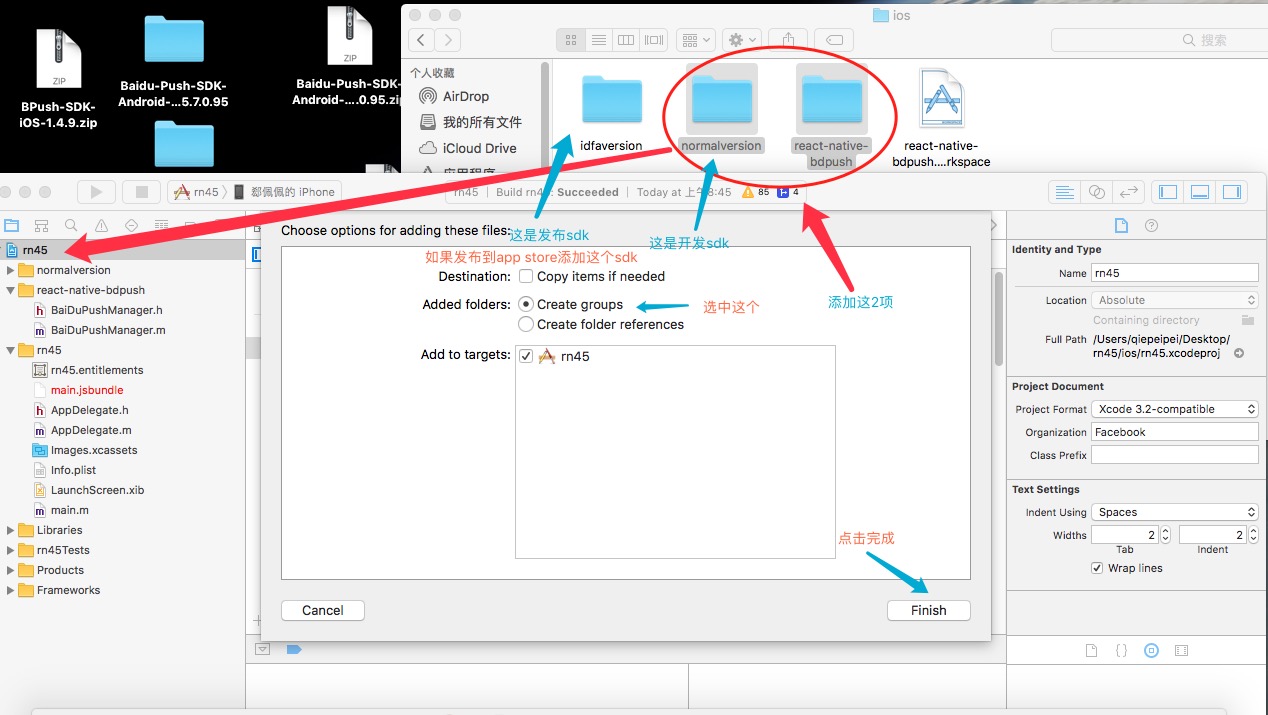 BPush-SDK-
iOS-1.4.9.zip
Baidu-Push-SDK-
Android-...5.7.0.95
Baidu-Push-SDK-
Android-....0.95.zip
ZIP
ZIP
ios
搜索
个人收藏
AirDrop
我的所有文件
iCloud Drive
应用程序
idfaversion
normalversion
react-native-
bdpush
react-native-
bdpush....rkspace
rn45
郄佩佩的 iPhone
rn45 | Build rn45: Succeeded | Today at 上午8:45
85
4
rn45
normalversion
react-native-bdpush
BaiDuPushManager.h
BaiDuPushManager.m
rn45
rn45.entitlements
main.jsbundle
AppDelegate.h
AppDelegate.m
Images.xcassets
Info.plist
LaunchScreen.xib
main.m
Libraries
rn45Tests
Products
Frameworks
Choose options for adding these files:
这是发布sdk
这是开发sdk
如果发布到app store添加这个sdk
Destination: Copy items if needed
Added folders: Create groups
选中这个
添加这2项
Create folder references
Add to targets: rn45
点击完成
Cancel
Finish
Identity and Type
Name rn45
Location Absolute
Containing directory
Full Path /Users/qiepeipei/Desktop/
rn45/ios/rn45.xcodeproj
Project Document
Project Format Xcode 3.2-compatible
Organization Facebook
Class Prefix
Text Settings
Indent Using Spaces
Widths 2 2
Tab Indent
Wrap lines